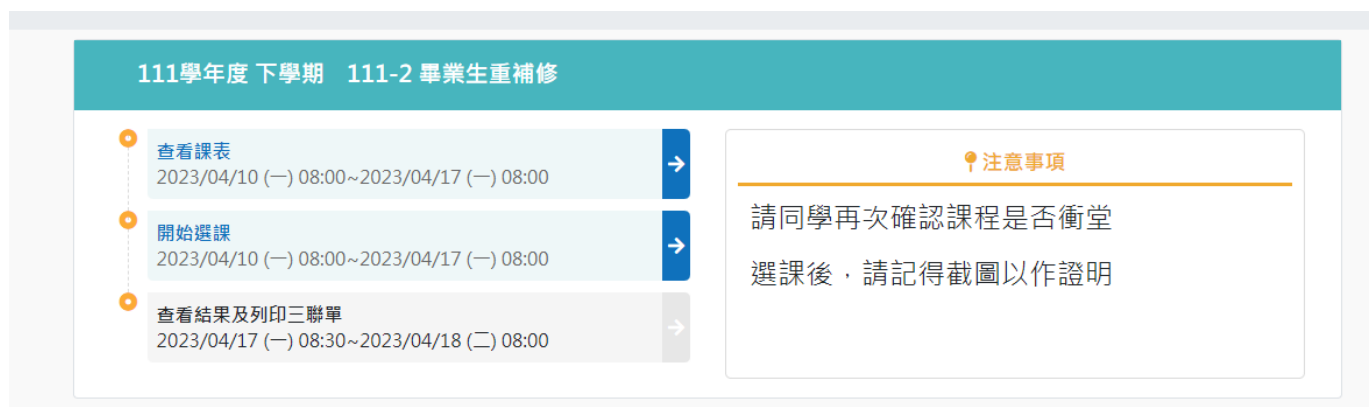 111學年度 下學期 111-2 畢業生重補修
查看課表
2023/04/10 (一) 08:00~2023/04/17 (一) 08:00
開始選課
2023/04/10 (一) 08:00~2023/04/17 (一) 08:00
查看結果及列印三聯單
2023/04/17 (一) 08:30~2023/04/18 (二) 08:00
注意事項
請同學再次確認課程是否衝堂
選課後，請記得截圖以作證明